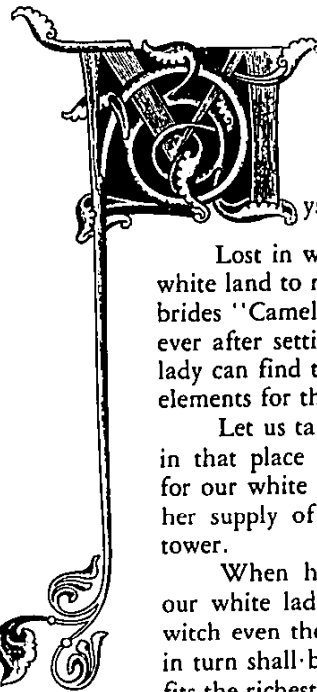 M ys
Lost in w
white land to r
brides "Camel
ever after setti
lady can find t
elements for th
Let us ta
in that place
for our white
her supply of
tower.
When h
our white lad
witch even the
in turn shall·b
fits the richest